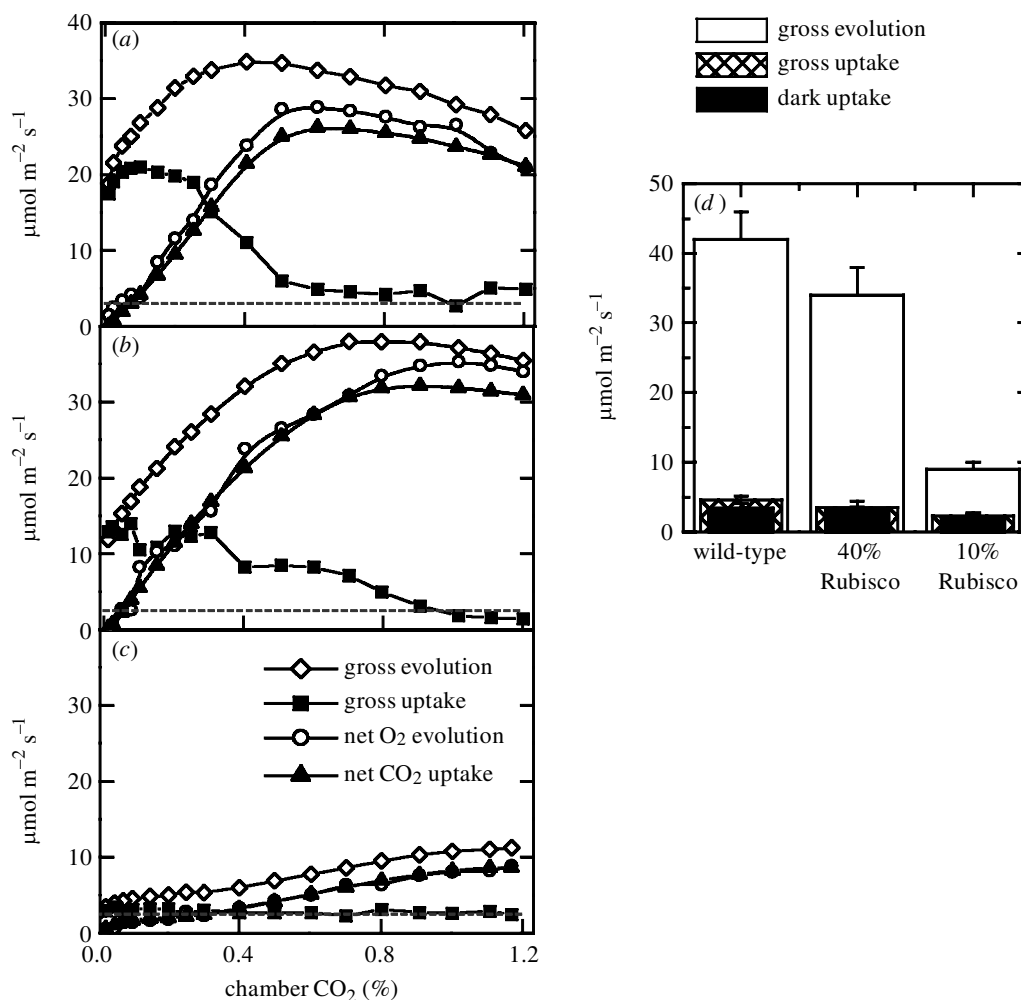 (a)
40
30
20
10
0
μmol m−2 s−1
(b)
30
20
10
0
μmol m−2 s−1
(c)
gross evolution
gross uptake
net O2 evolution
net CO2 uptake
30
20
10
0
μmol m−2 s−1
0.0 0.4 0.8 1.2
chamber CO2 (%)
gross evolution
gross uptake
dark uptake
(d)
50
40
30
20
10
0
μmol m−2 s−1
wild-type 40% 10%
Rubisco Rubisco